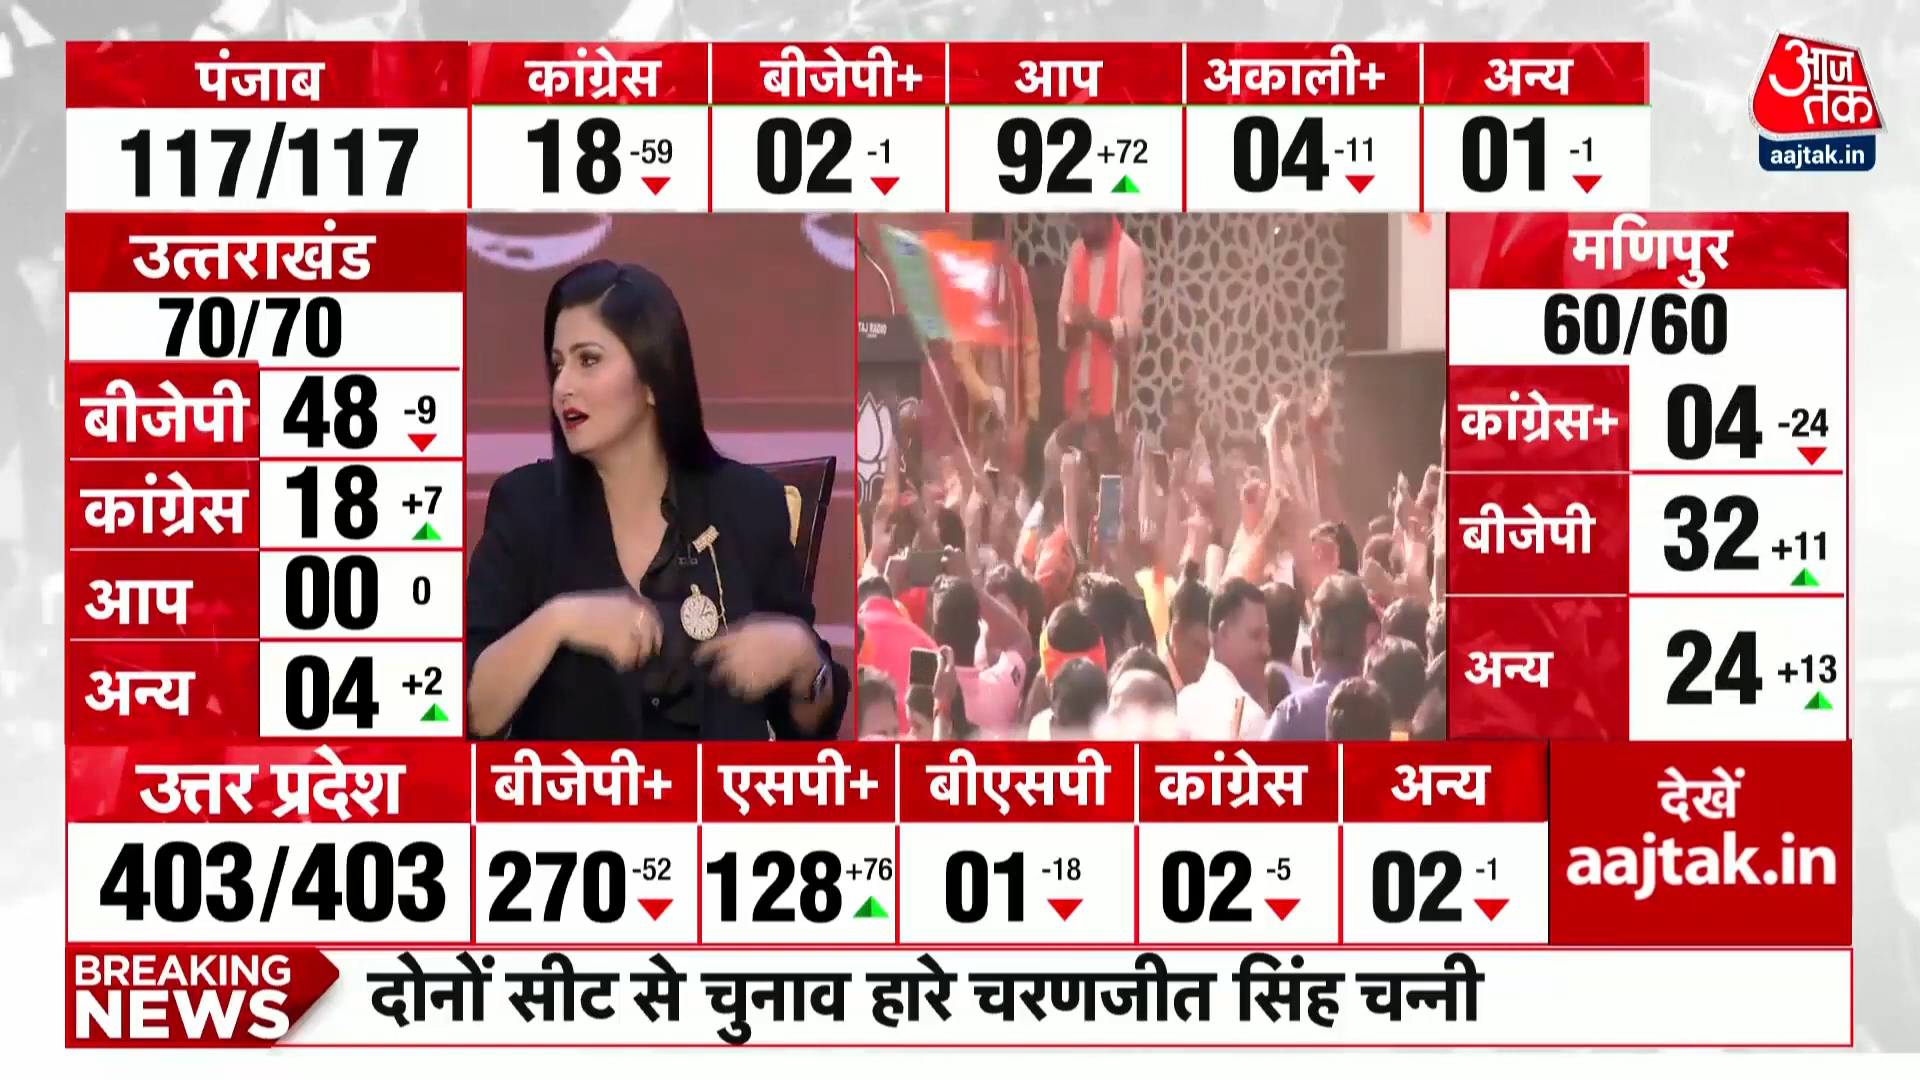 पंजाब
117/117
कांग्रेस
18 -59
बीजेपी+
02 -1
आप
92 +72
अकाली+
04 -11
अन्य
01 -1
आज तक
aajtak.in
उत्तराखंड
70/70
बीजेपी 48 -9
कांग्रेस 18 +7
आप 00 0
अन्य 04 +2
TAJ RADIO
मणिपुर
60/60
कांग्रेस+ 04 -24
बीजेपी 32 +11
अन्य 24 +13
उत्तर प्रदेश
403/403
बीजेपी+
270 -52
एसपी+
128 +76
बीएसपी
01 -18
कांग्रेस
02 -5
अन्य
02 -1
देखें
aajtak.in
BREAKING
NEWS
दोनों सीट से चुनाव हारे चरणजीत सिंह चन्नी